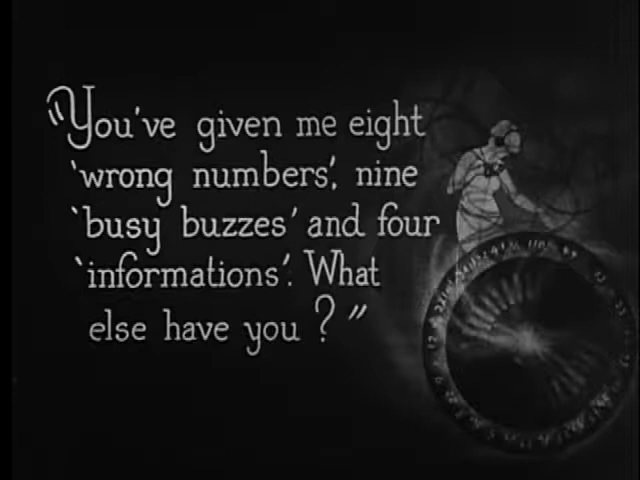 "You've given me eight
'wrong numbers', nine
'busy buzzes' and four
'informations'. What
else have you?"